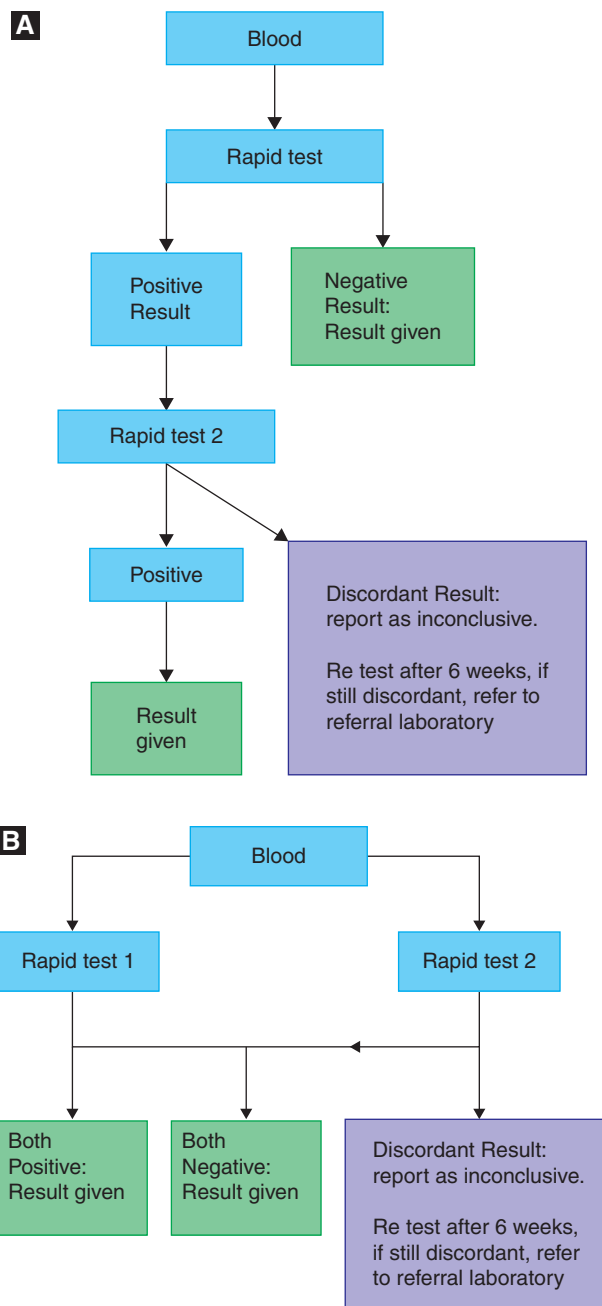 A
Blood
Rapid test
Positive
Result
Negative
Result:
Result given
Rapid test 2
Positive
Discordant Result:
report as inconclusive.
Re test after 6 weeks, if
still discordant, refer to
referral laboratory
Result
given
B
Blood
Rapid test 1
Rapid test 2
Both
Positive:
Result given
Both
Negative:
Result given
Discordant Result:
report as inconclusive.
Re test after 6 weeks,
if still discordant, refer
to referral laboratory